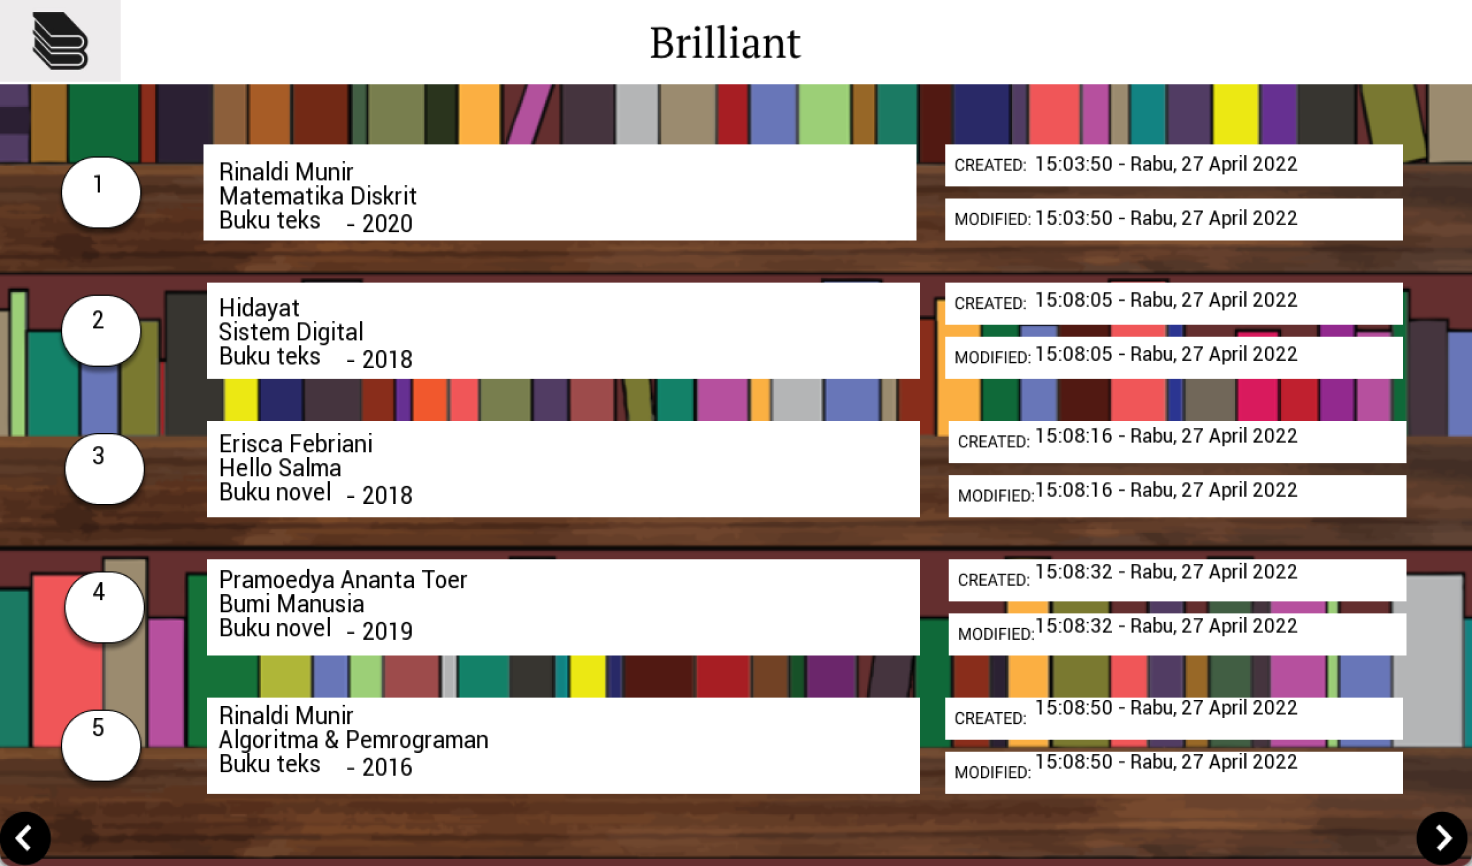 Brilliant
1
Rinaldi Munir
Matematika Diskrit
Buku teks - 2020
CREATED: 15:03:50 - Rabu, 27 April 2022
MODIFIED: 15:03:50 - Rabu, 27 April 2022
2
Hidayat
Sistem Digital
Buku teks - 2018
CREATED: 15:08:05 - Rabu, 27 April 2022
MODIFIED: 15:08:05 - Rabu, 27 April 2022
3
Erisca Febriani
Hello Salma
Buku novel - 2018
CREATED: 15:08:16 - Rabu, 27 April 2022
MODIFIED: 15:08:16 - Rabu, 27 April 2022
4
Pramoedya Ananta Toer
Bumi Manusia
Buku novel - 2019
CREATED: 15:08:32 - Rabu, 27 April 2022
MODIFIED: 15:08:32 - Rabu, 27 April 2022
5
Rinaldi Munir
Algoritma & Pemrograman
Buku teks - 2016
CREATED: 15:08:50 - Rabu, 27 April 2022
MODIFIED: 15:08:50 - Rabu, 27 April 2022